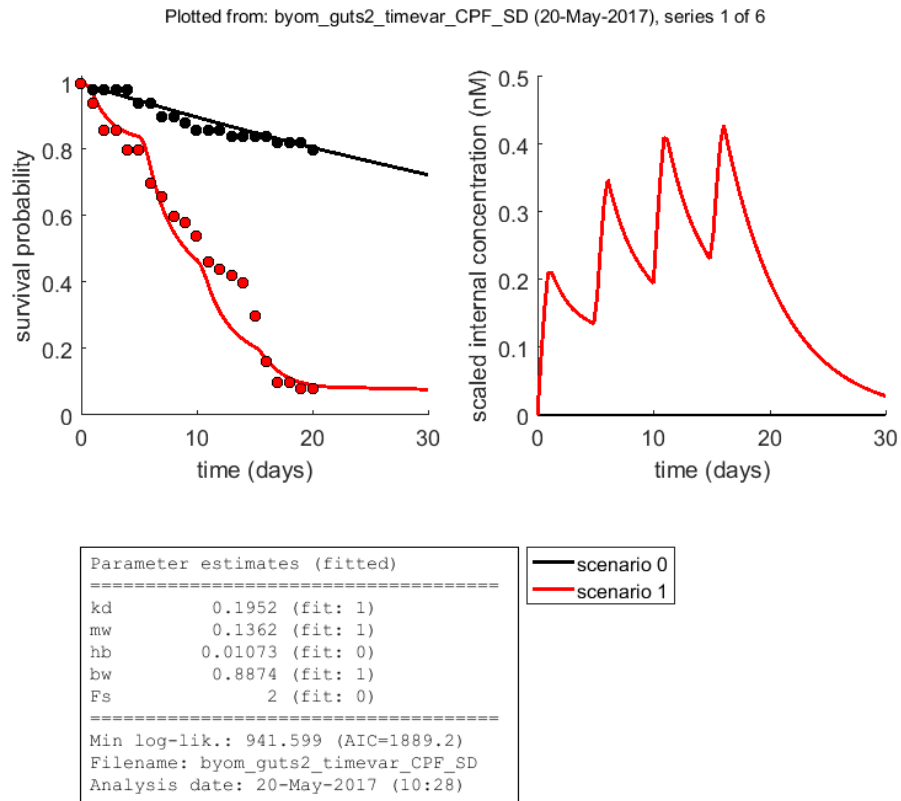 Plotted from: byom_guts2_timevar_CPF_SD (20-May-2017), series 1 of 6
survival probability
1
0.8
0.6
0.4
0.2
0
0 10 20 30
time (days)
scaled internal concentration (nM)
0.5
0.4
0.3
0.2
0.1
0
0 10 20 30
time (days)
Parameter estimates (fitted)
=====================================
kd 0.1952 (fit: 1)
mw 0.1362 (fit: 1)
hb 0.01073 (fit: 0)
bw 0.8874 (fit: 1)
Fs 2 (fit: 0)
=====================================
Min log-lik.: 941.599 (AIC=1889.2)
Filename: byom_guts2_timevar_CPF_SD
Analysis date: 20-May-2017 (10:28)
scenario 0
scenario 1